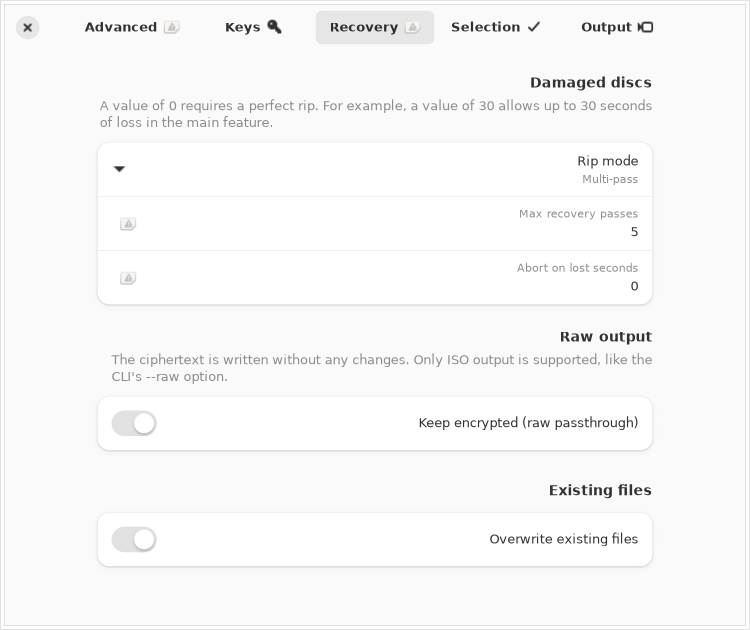 Advanced
Keys
Recovery
Selection
Output
Damaged discs
A value of 0 requires a perfect rip. For example, a value of 30 allows up to 30 seconds
of loss in the main feature.
Rip mode
Multi-pass
Max recovery passes
5
Abort on lost seconds
0
Raw output
The ciphertext is written without any changes. Only ISO output is supported, like the
CLI's --raw option.
Keep encrypted (raw passthrough)
Existing files
Overwrite existing files